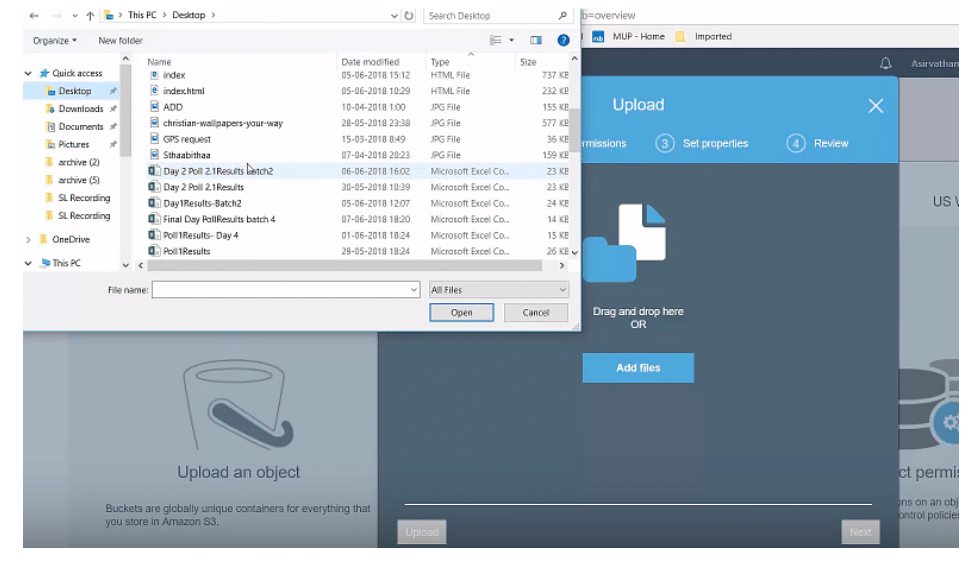 This PC > Desktop >
Search Desktop
b=overview
Organize
New folder
MUP - Home
Imported
Name
Date modified
Type
Size
Quick access
Desktop
Downloads
Documents
Pictures
archive (2)
archive (5)
SL Recording
SL Recording
OneDrive
This PC
index 05-06-2018 15:12 HTML File 737 KB
index.html 05-06-2018 10:29 HTML File 232 KB
ADD 10-04-2018 1:00 JPG File 155 KB
christian-wallpapers-your-way 28-05-2018 23:38 JPG File 577 KB
GPS request 15-03-2018 8:49 JPG File 36 KB
Sthaabithaa 07-04-2018 20:23 JPG File 159 KB
Day 2 Poll 2.1Results batch2 06-06-2018 16:02 Microsoft Excel Co... 23 KB
Day 2 Poll 2.1Results 30-05-2018 10:39 Microsoft Excel Co... 23 KB
Day1Results-Batch2 05-06-2018 12:07 Microsoft Excel Co... 24 KB
Final Day PollResults batch 4 07-06-2018 18:20 Microsoft Excel Co... 14 KB
Poll1Results- Day 4 01-06-2018 18:24 Microsoft Excel Co... 15 KB
Poll1Results 29-05-2018 18:24 Microsoft Excel Co... 26 KB
File name:
All Files
Open
Cancel
Asirvathan
Upload
rmissions
3 Set properties
4 Review
US
Drag and drop here
OR
Add files
Upload an object
Buckets are globally unique containers for everything that
you store in Amazon S3.
Upload
Next
ct permis
ons on an obj
ontrol policies